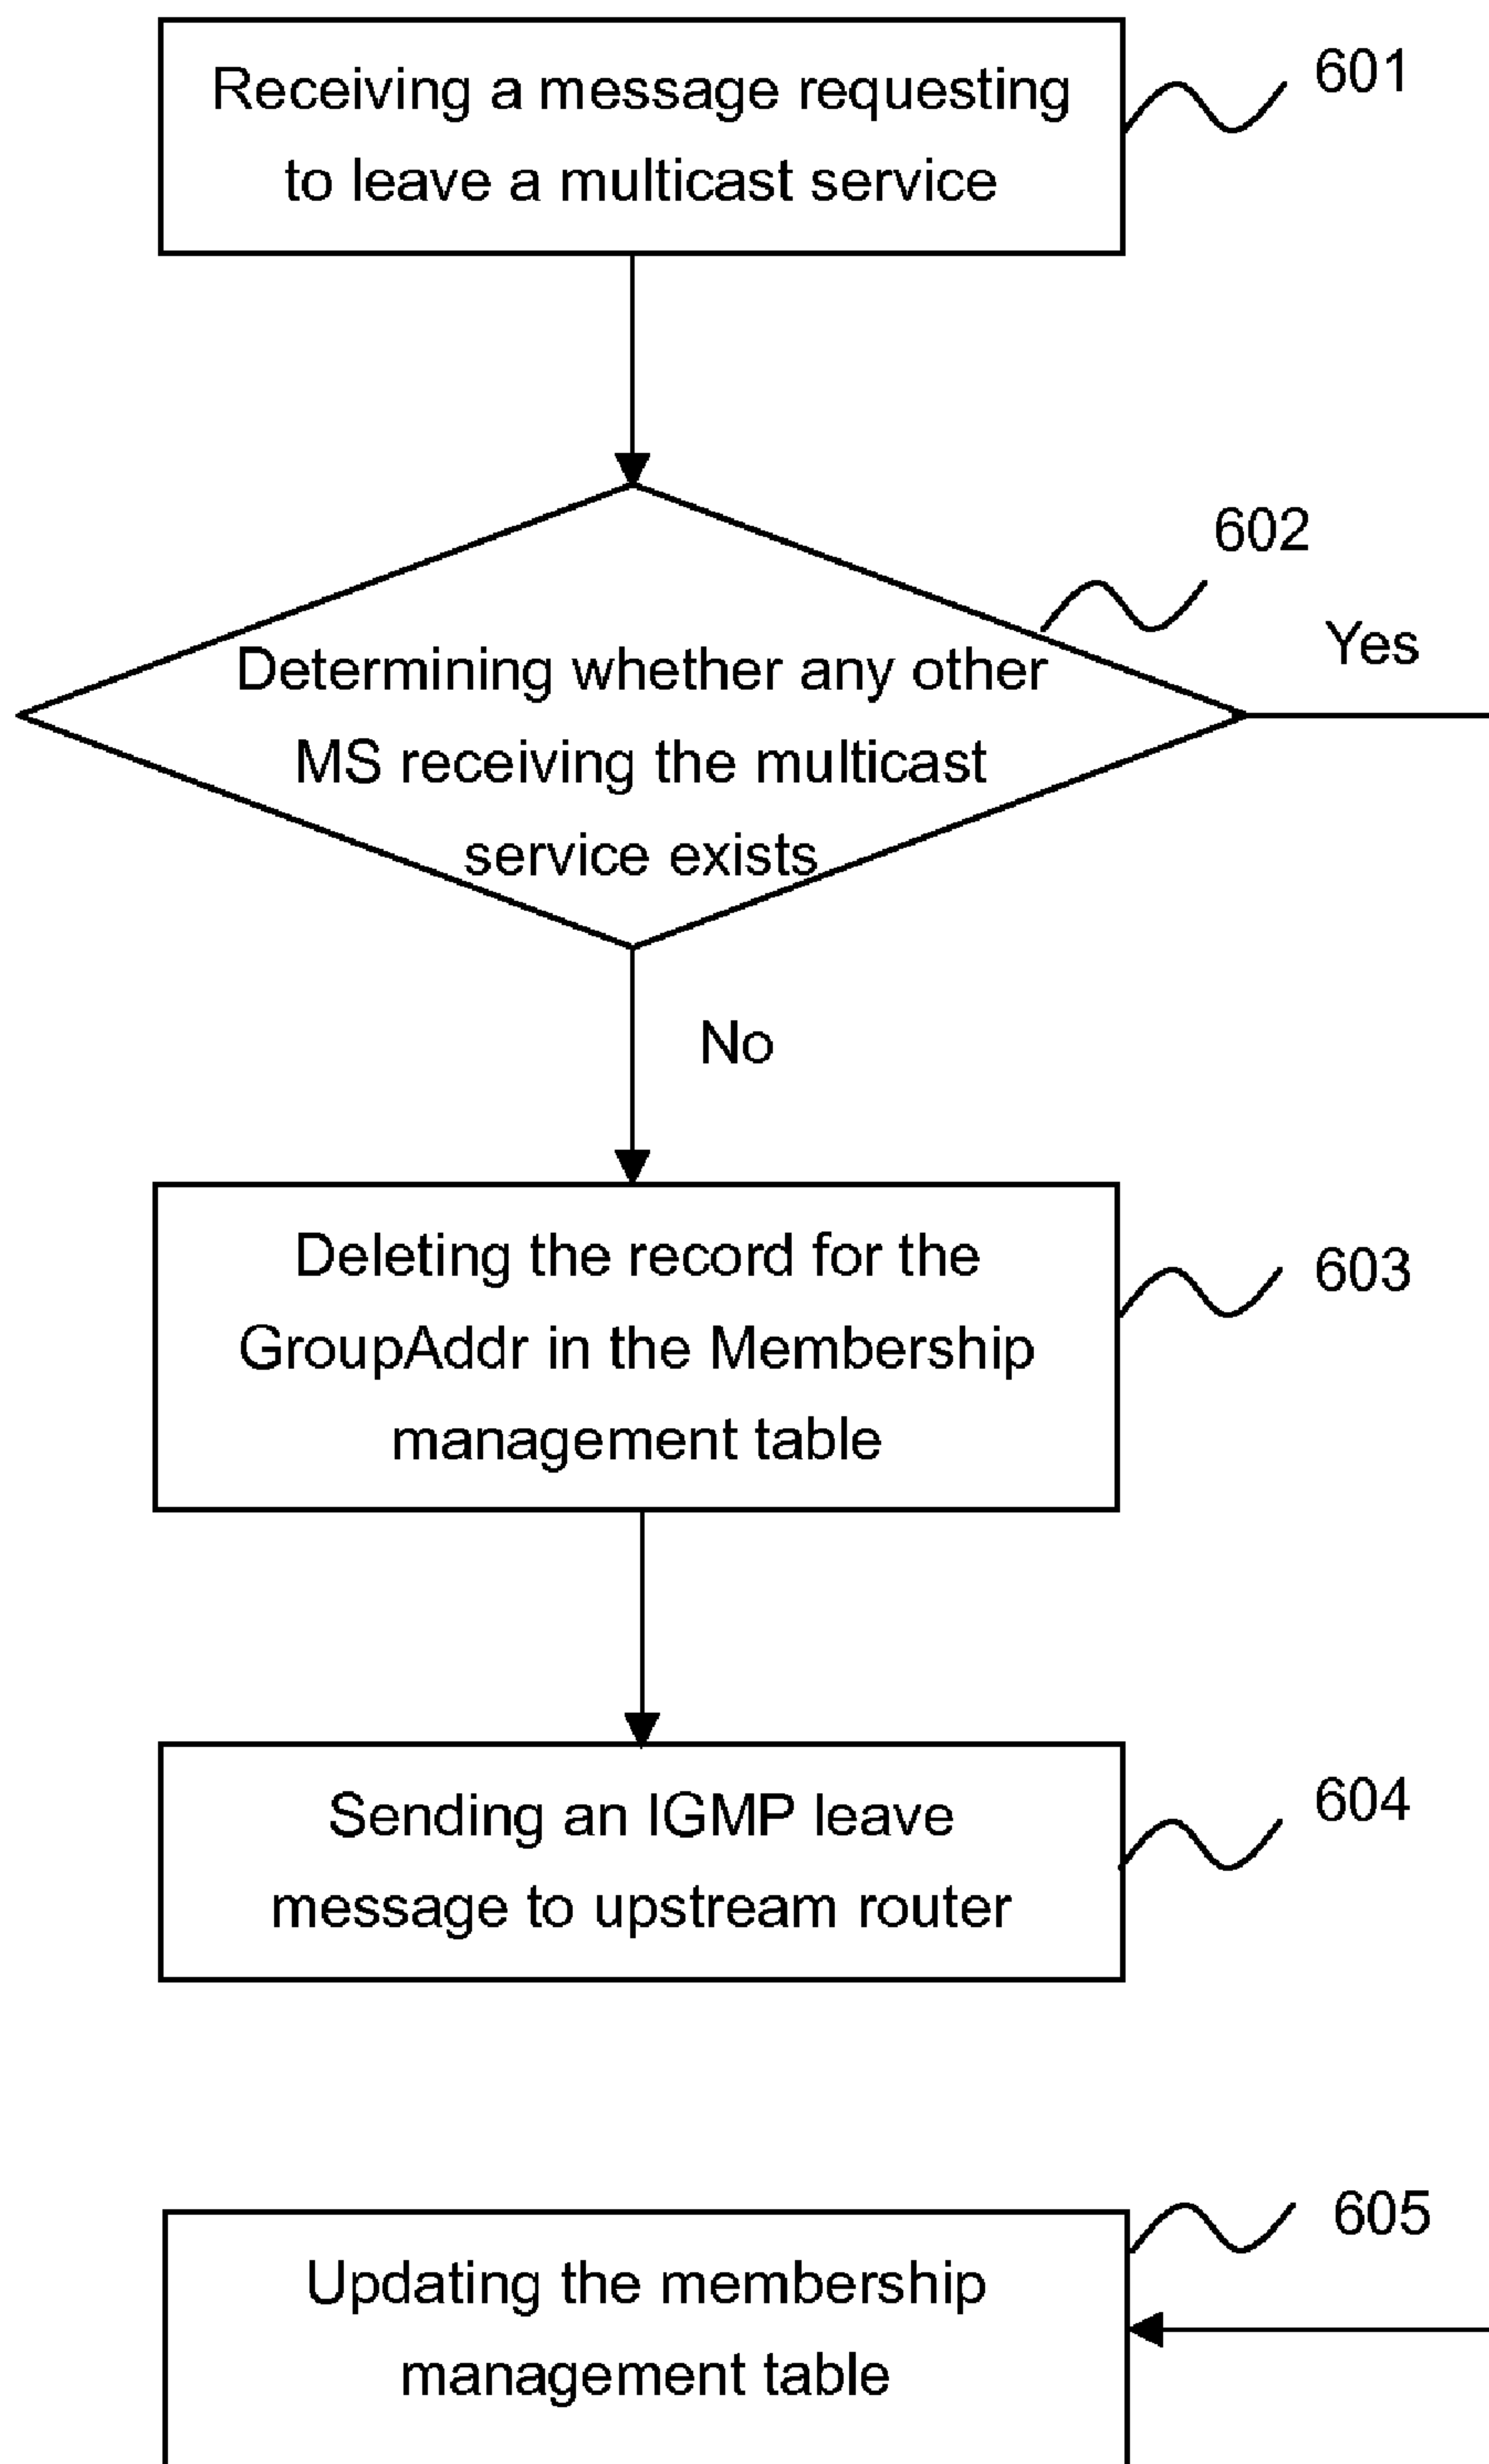 Receiving a message requesting
to leave a multicast service
601
602
Yes
Determining whether any other
MS receiving the multicast
service exists
No
Deleting the record for the
GroupAddr in the Membership
management table
603
Sending an IGMP leave
message to upstream router
604
605
Updating the membership
management table